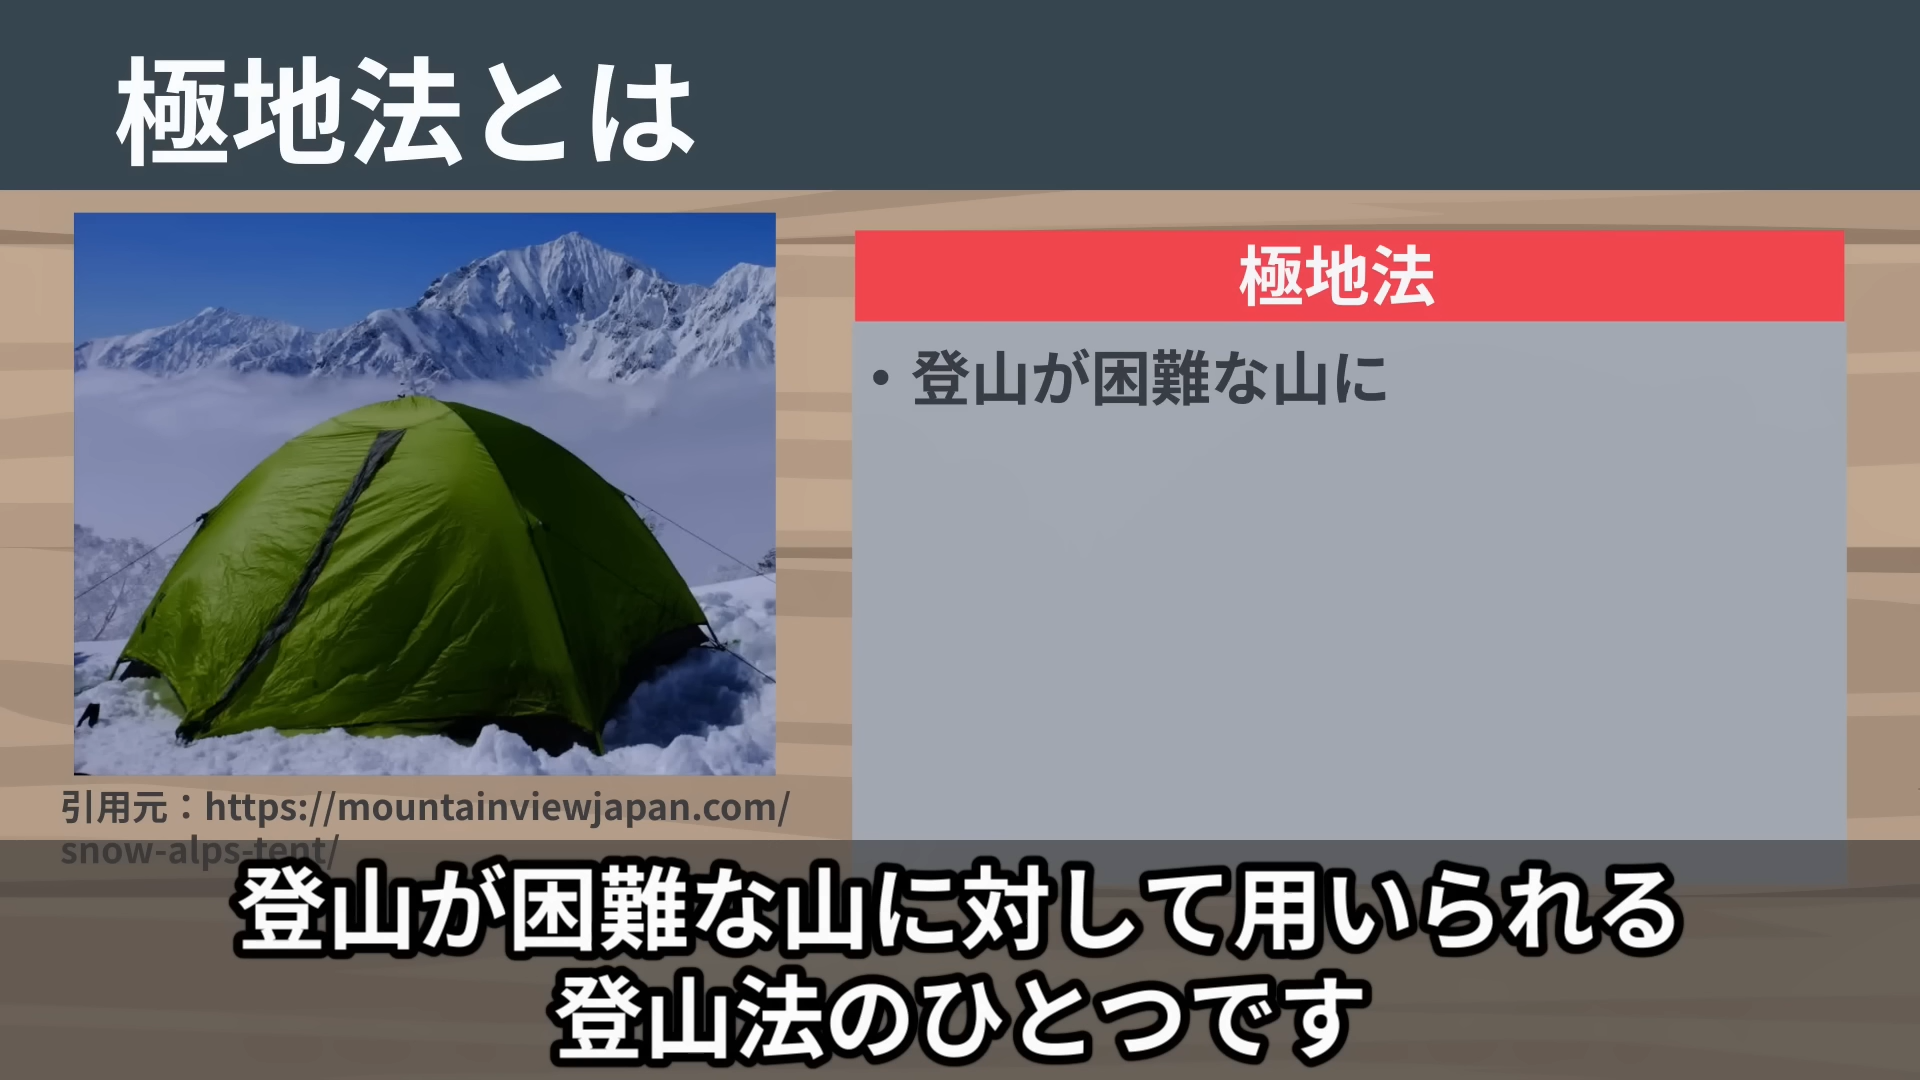 極地法とは
極地法
・登山が困難な山に
引用元：https://mountainviewjapan.com/
snow-alps-tent/
登山が困難な山に対して用いられる
登山法のひとつです